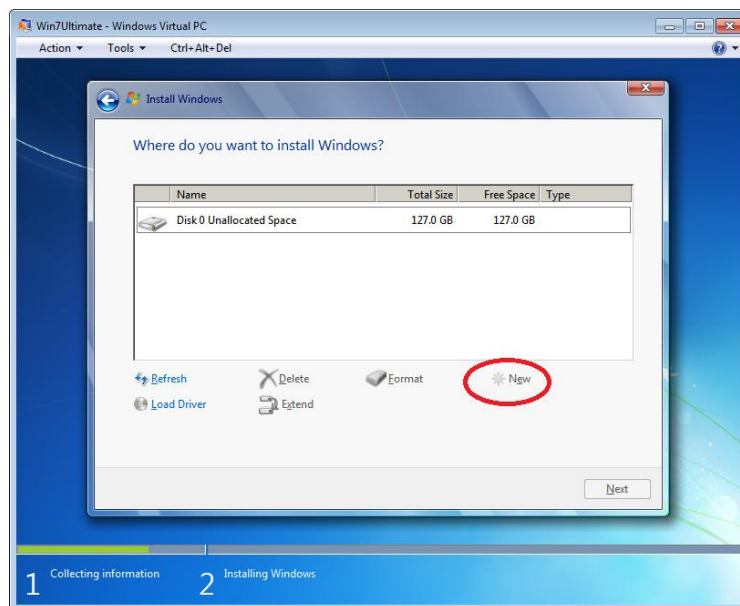 Win7Ultimate - Windows Virtual PC
Action Tools Ctrl+Alt+Del
Install Windows
Where do you want to install Windows?
Name Total Size Free Space Type
Disk 0 Unallocated Space 127.0 GB 127.0 GB
Refresh Delete Format New
Load Driver Extend
Next
1 Collecting information 2 Installing Windows